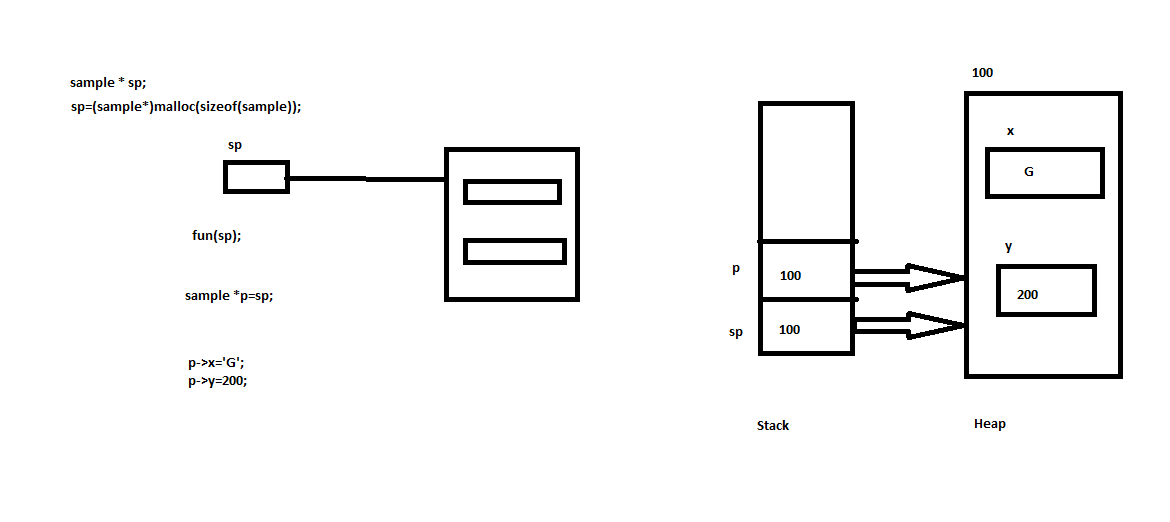 sample * sp;
sp=(sample*)malloc(sizeof(sample));
sp
fun(sp);
sample *p=sp;
p->x='G';
p->y=200;
100
x
G
y
200
p
100
sp
100
Stack
Heap